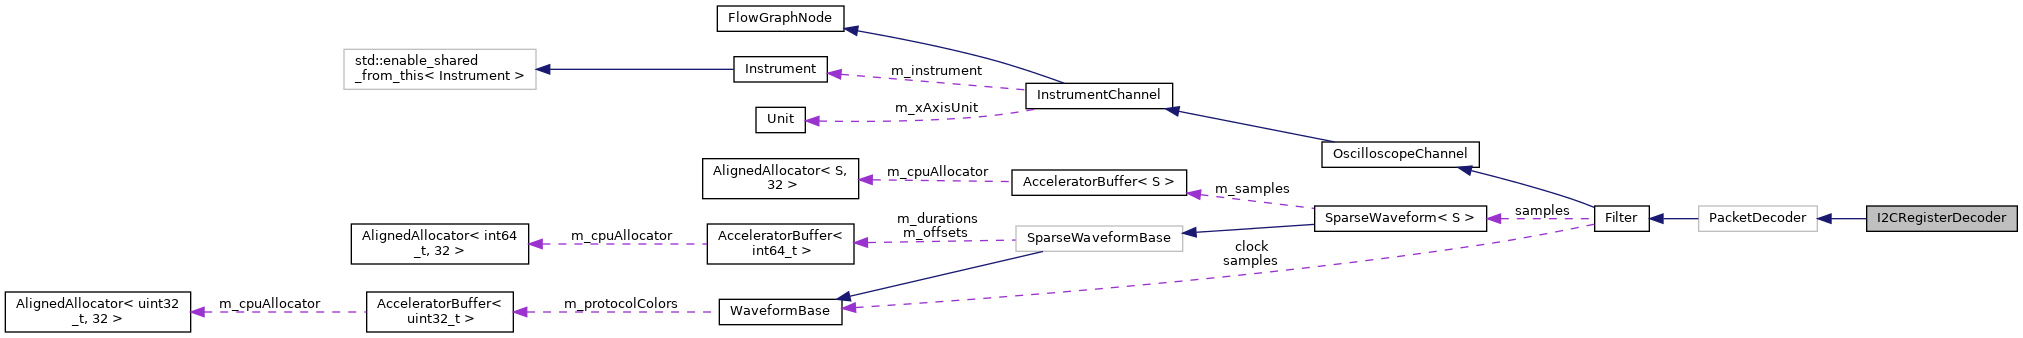 FlowGraphNode
std::enable_shared
_from_this< Instrument >
Instrument
m_instrument
InstrumentChannel
Unit
m_xAxisUnit
OscilloscopeChannel
AlignedAllocator< S,
32 >
m_cpuAllocator
AcceleratorBuffer< S >
m_samples
SparseWaveform< S >
samples
Filter
PacketDecoder
I2CRegisterDecoder
AlignedAllocator< int64
_t, 32 >
m_cpuAllocator
AcceleratorBuffer<
int64_t >
m_durations
m_offsets
SparseWaveformBase
clock
samples
AlignedAllocator< uint32
_t, 32 >
m_cpuAllocator
AcceleratorBuffer<
uint32_t >
m_protocolColors
WaveformBase